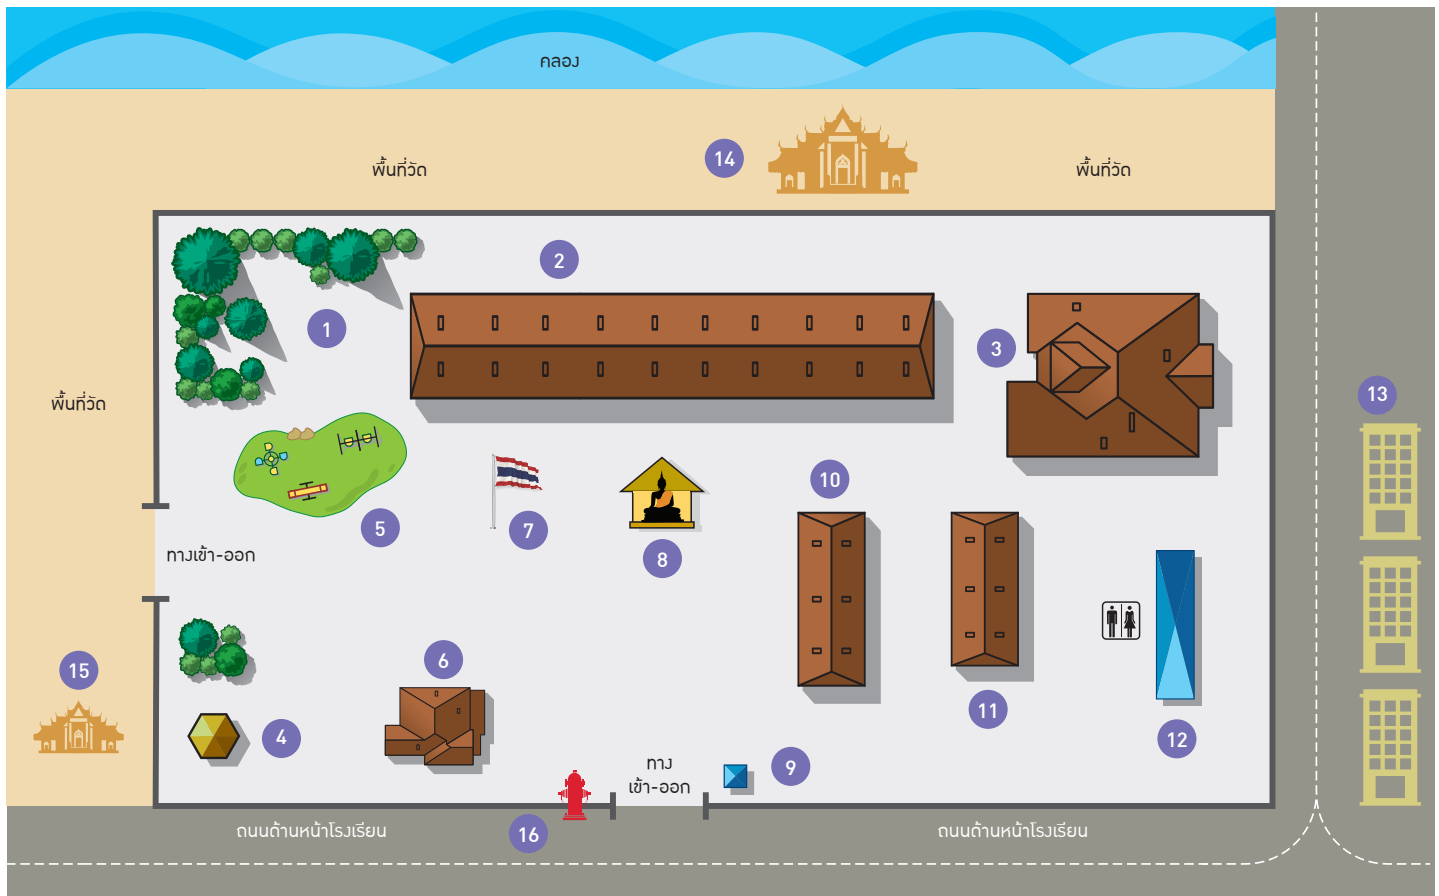 คลอง
14
พื้นที่วัด
พื้นที่วัด
2
1
3
พื้นที่วัด
13
10
5
7
8
ทางเข้า-ออก
15
6
11
4
12
ทาง
เข้า-ออก
9
ถนนด้านหน้าโรงเรียน
16
ถนนด้านหน้าโรงเรียน